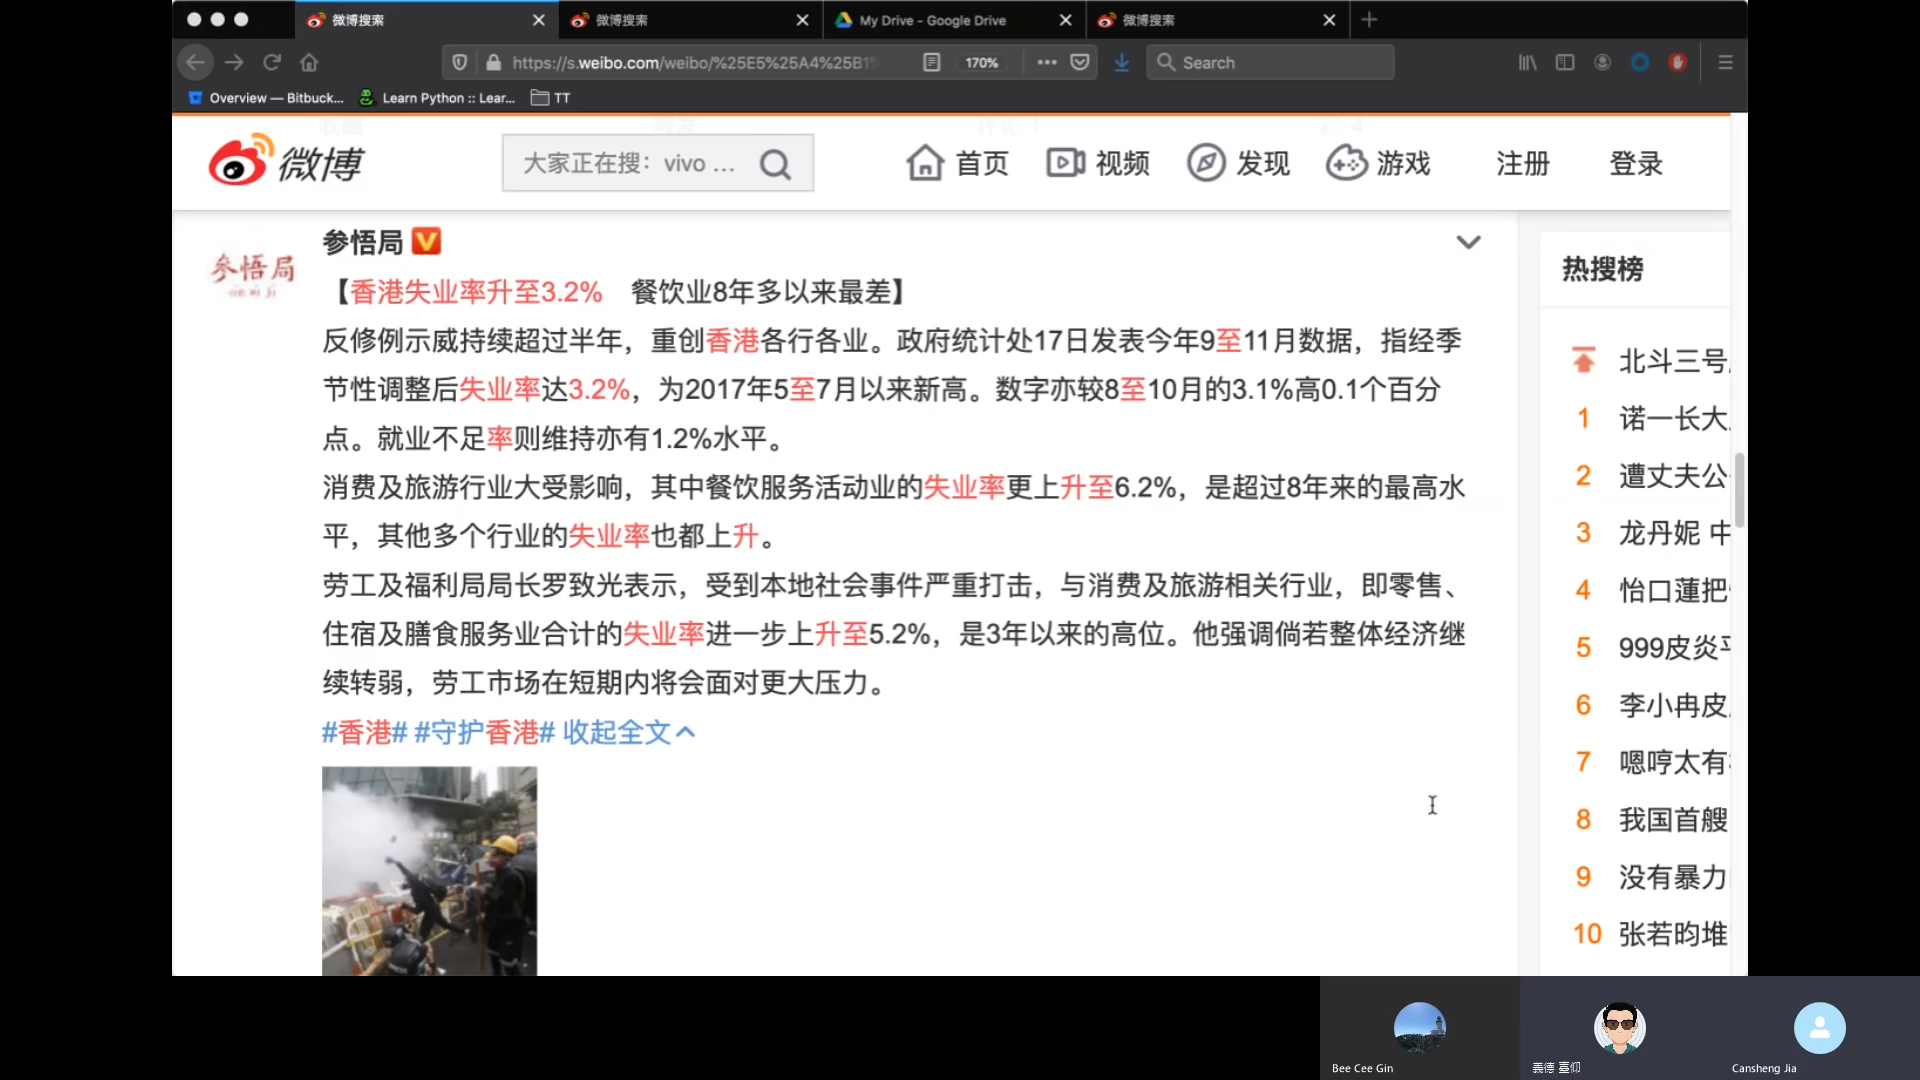 微博搜索
微博搜索
My Drive - Google Drive
微博搜索
https://s.weibo.com/weibo/%25E5%25A4%25B1%
170%
Search
Overview — Bitbuck...
Learn Python :: Lear...
TT
微博
大家正在搜：vivo ...
首页
视频
发现
游戏
注册
登录
参悟局
参悟局
【香港失业率升至3.2%　餐饮业8年多以来最差】
反修例示威持续超过半年，重创香港各行各业。政府统计处17日发表今年9至11月数据，指经季
节性调整后失业率达3.2%，为2017年5至7月以来新高。数字亦较8至10月的3.1%高0.1个百分
点。就业不足率则维持亦有1.2%水平。
消费及旅游行业大受影响，其中餐饮服务活动业的失业率更上升至6.2%，是超过8年来的最高水
平，其他多个行业的失业率也都上升。
劳工及福利局局长罗致光表示，受到本地社会事件严重打击，与消费及旅游相关行业，即零售、
住宿及膳食服务业合计的失业率进一步上升至5.2%，是3年以来的高位。他强调倘若整体经济继
续转弱，劳工市场在短期内将会面对更大压力。
#香港# #守护香港# 收起全文
热搜榜
北斗三号
1 诺一长大
2 遭丈夫公
3 龙丹妮 中
4 怡口蓮把
5 999皮炎平
6 李小冉皮
7 嗯哼太有
8 我国首艘
9 没有暴力
10 张若昀堆
Bee Cee Gin
義德 臺仰
Cansheng Jia